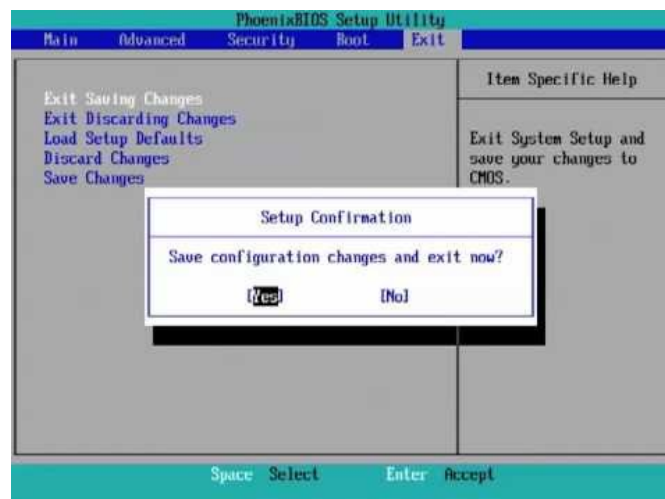 PhoenixBIOS Setup Utility
Main Advanced Security Boot Exit
Item Specific Help
Exit Saving Changes
Exit Discarding Changes
Load Setup Defaults
Discard Changes
Save Changes
Exit System Setup and
save your changes to
CMOS.
Setup Confirmation
Save configuration changes and exit now?
[Yes] [No]
Space Select Enter Accept